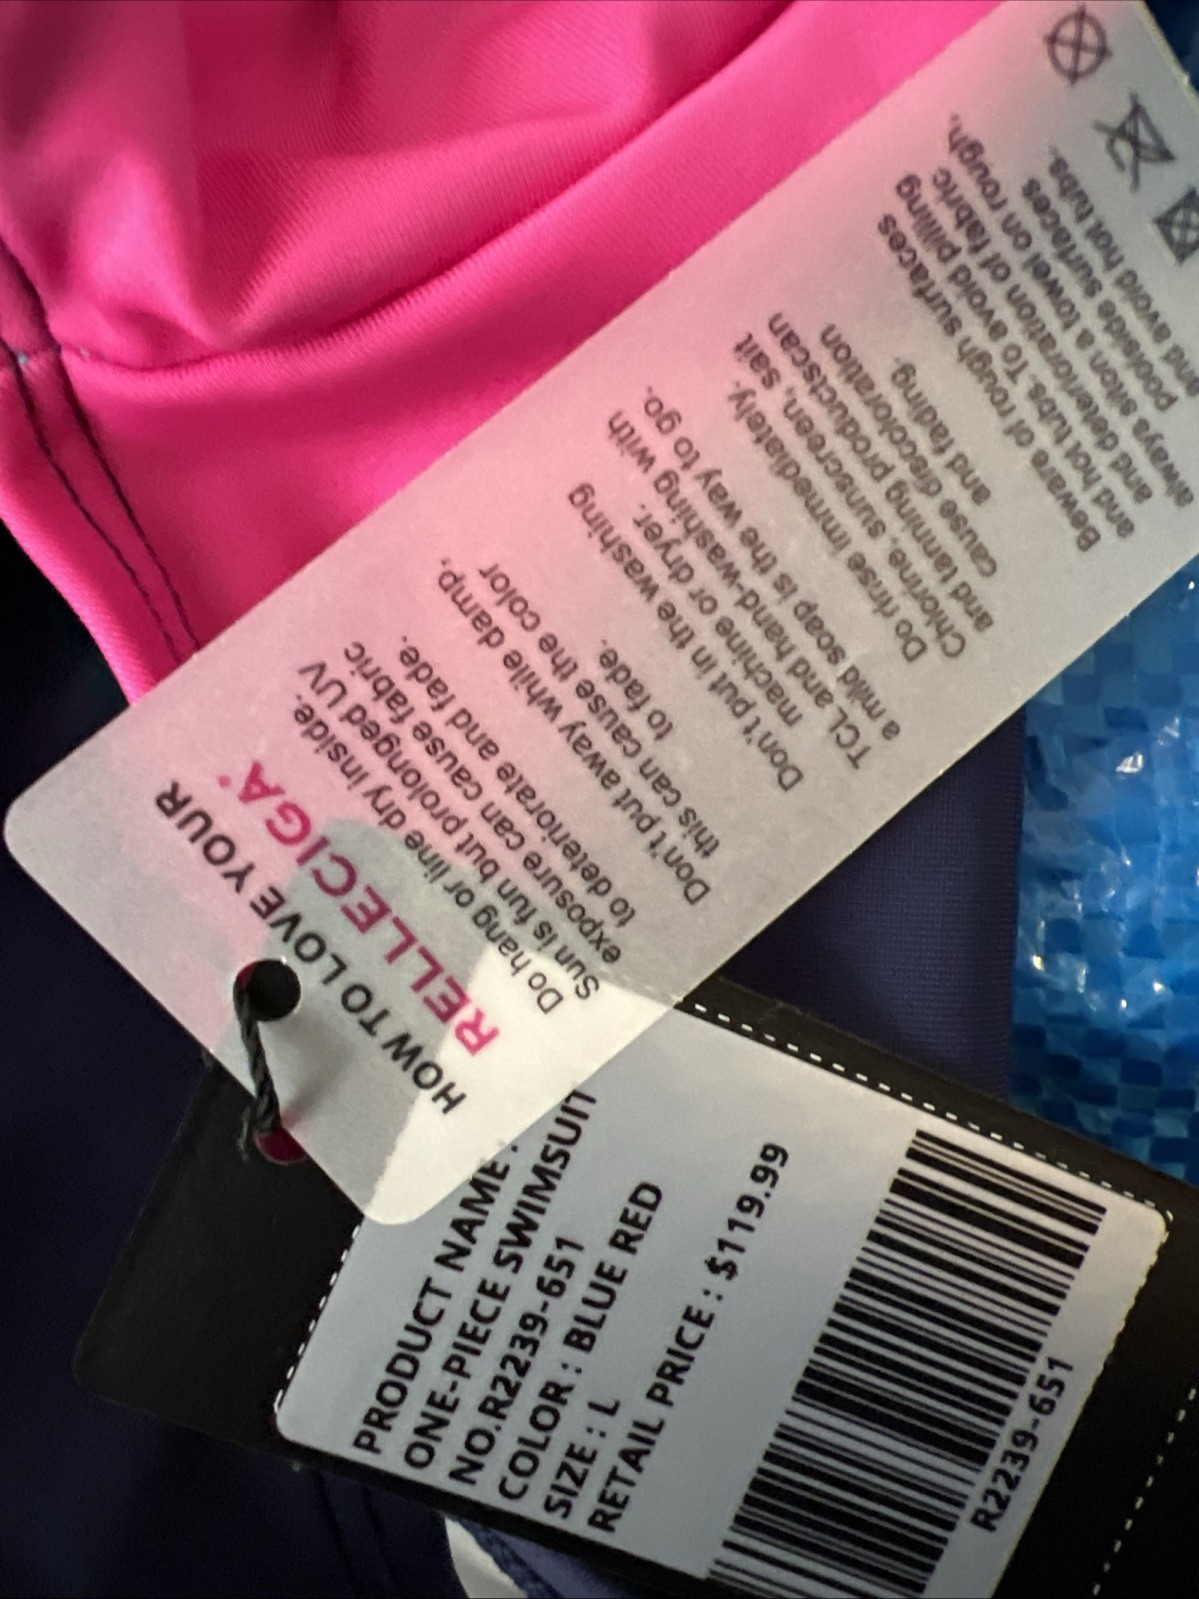 HOW TO LOVE YOUR
RELLECIGA
Do hang or line dry inside.
Sun is fun but prolonged UV
exposure can cause fabric
to deteriorate and fade.
Don't put away while damp,
this can cause the color
to fade.
Don't put in the washing
machine or dryer.
TCL and hand-washing with
a mild soap is the way to go.
Do rinse immediately.
Chlorine, sunscreen, salt
and tanning productscan
cause discoloration
and fading.
Beware of rough surfaces
and hot tubs. To avoid pilling
and deterioration of fabric
always siton a towel on rough,
poolside surfaces
and avoid hot tubs.
PRODUCT NAME :
ONE-PIECE SWIMSUIT
NO.R2239-651
COLOR : BLUE RED
SIZE : L
RETAIL PRICE : $119.99
R2239-651